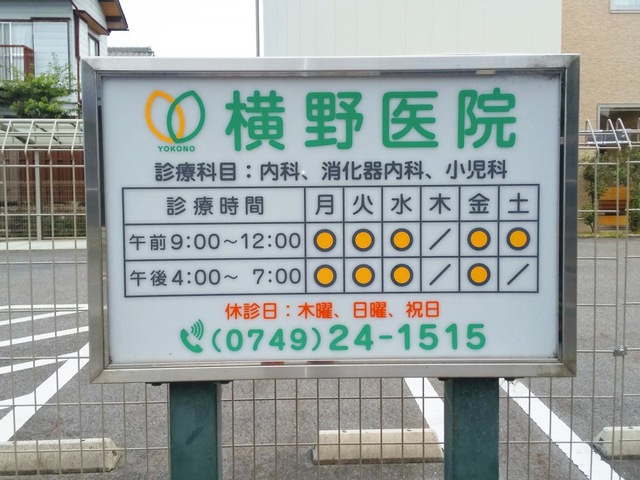 YOKONO
横野医院
診療科目：内科、消化器内科、小児科
診療時間 月 火 水 木 金 土
午前9:00～12:00 ● ● ● ／ ● ●
午後4:00～ 7:00 ● ● ● ／ ● ／
休診日：木曜、日曜、祝日
(0749)24-1515